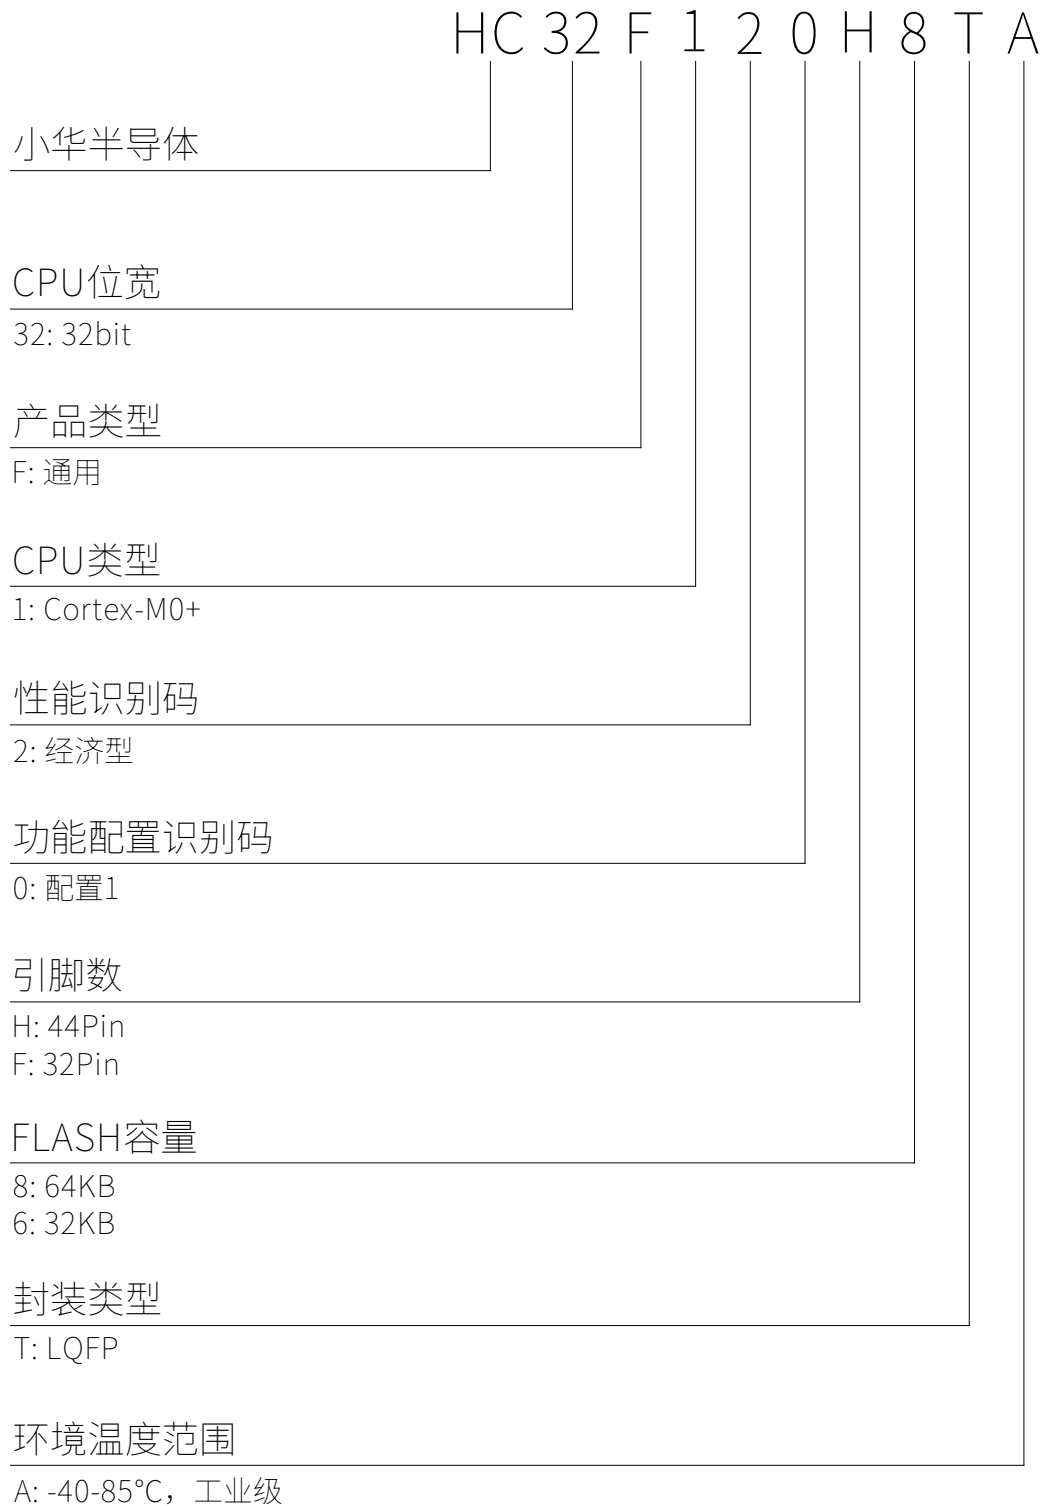 HC 32 F 1 2 0 H 8 T A
小华半导体
CPU位宽
32: 32bit
产品类型
F: 通用
CPU类型
1: Cortex-M0+
性能识别码
2: 经济型
功能配置识别码
0: 配置1
引脚数
H: 44Pin
F: 32Pin
FLASH容量
8: 64KB
6: 32KB
封装类型
T: LQFP
环境温度范围
A: -40-85°C，工业级